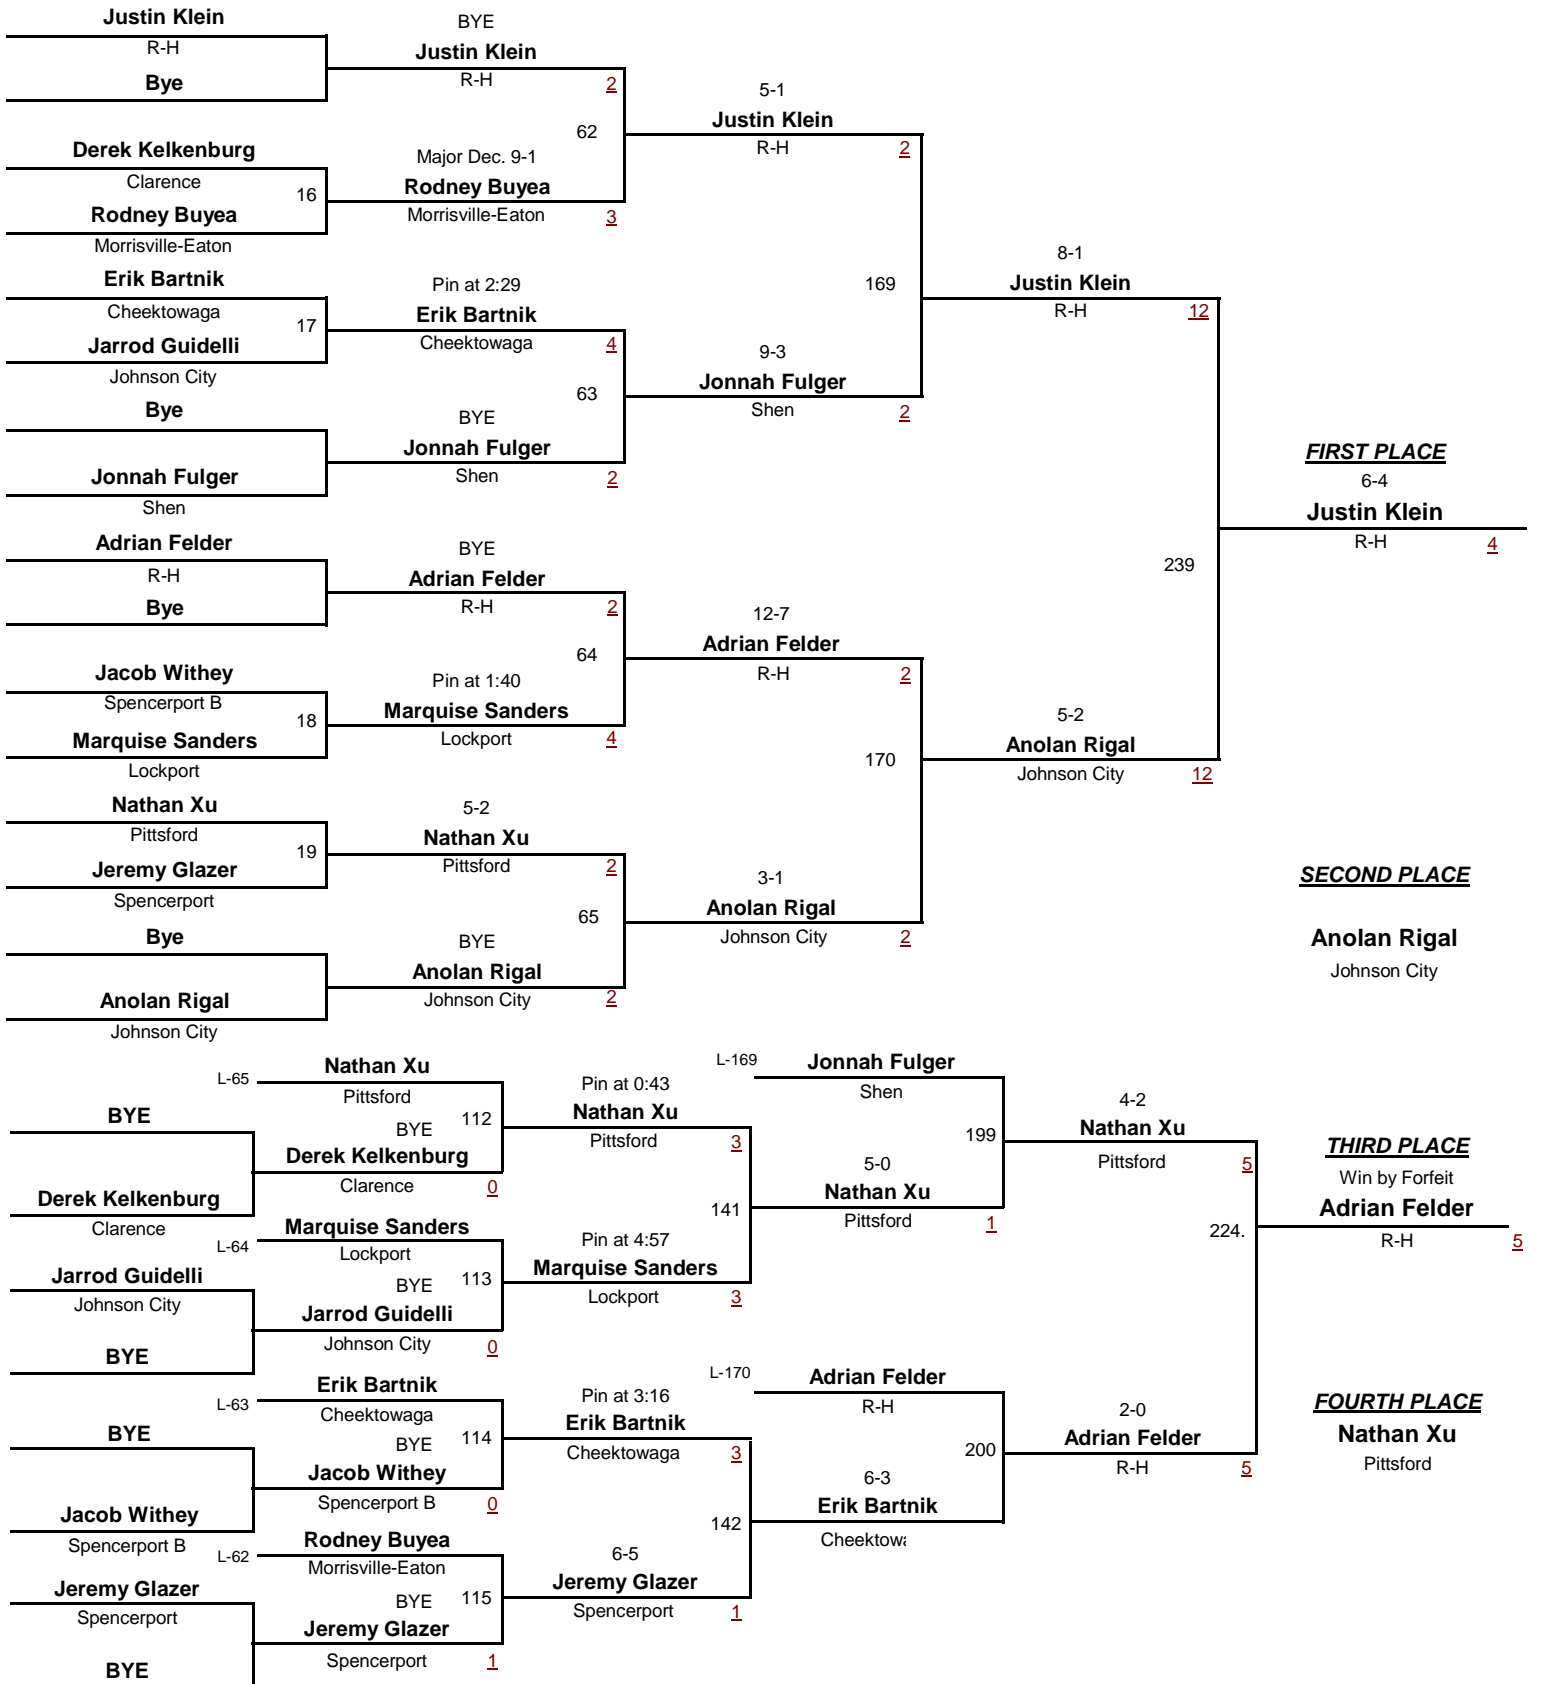 Justin Klein
R-H
Bye
BYE
Justin Klein
R-H
2
62
5-1
Justin Klein
R-H
2
Derek Kelkenburg
Clarence
16
Rodney Buyea
Morrisville-Eaton
Major Dec. 9-1
Rodney Buyea
Morrisville-Eaton
3
Erik Bartnik
Cheektowaga
17
Jarrod Guidelli
Johnson City
Pin at 2:29
Erik Bartnik
Cheektowaga
4
63
169
8-1
Justin Klein
R-H
12
9-3
Jonnah Fulger
Shen
2
Bye
Jonnah Fulger
Shen
BYE
Jonnah Fulger
Shen
2
FIRST PLACE
6-4
Justin Klein
R-H
4
239
Adrian Felder
R-H
Bye
BYE
Adrian Felder
R-H
2
64
12-7
Adrian Felder
R-H
2
Jacob Withey
Spencerport B
18
Marquise Sanders
Lockport
Pin at 1:40
Marquise Sanders
Lockport
4
170
5-2
Anolan Rigal
Johnson City
12
Nathan Xu
Pittsford
19
Jeremy Glazer
Spencerport
5-2
Nathan Xu
Pittsford
2
65
3-1
Anolan Rigal
Johnson City
2
Bye
Anolan Rigal
Johnson City
BYE
Anolan Rigal
Johnson City
2
SECOND PLACE
Anolan Rigal
Johnson City
L-65
Nathan Xu
Pittsford
112
BYE
BYE
Derek Kelkenburg
Clarence
0
Derek Kelkenburg
Clarence
Pin at 0:43
Nathan Xu
Pittsford
3
L-169
Jonnah Fulger
Shen
199
4-2
Nathan Xu
Pittsford
5
THIRD PLACE
Win by Forfeit
Adrian Felder
R-H
5
5-0
Nathan Xu
Pittsford
1
141
224.
L-64
Marquise Sanders
Lockport
113
Jarrod Guidelli
Johnson City
BYE
BYE
Jarrod Guidelli
Johnson City
0
Pin at 4:57
Marquise Sanders
Lockport
3
L-63
Erik Bartnik
Cheektowaga
114
BYE
BYE
Jacob Withey
Spencerport B
0
Jacob Withey
Spencerport B
Pin at 3:16
Erik Bartnik
Cheektowaga
3
L-170
Adrian Felder
R-H
200
2-0
Adrian Felder
R-H
5
FOURTH PLACE
Nathan Xu
Pittsford
6-3
Erik Bartnik
Cheektowa
142
L-62
Rodney Buyea
Morrisville-Eaton
115
Jeremy Glazer
Spencerport
BYE
BYE
Jeremy Glazer
Spencerport
1
6-5
Jeremy Glazer
Spencerport
1